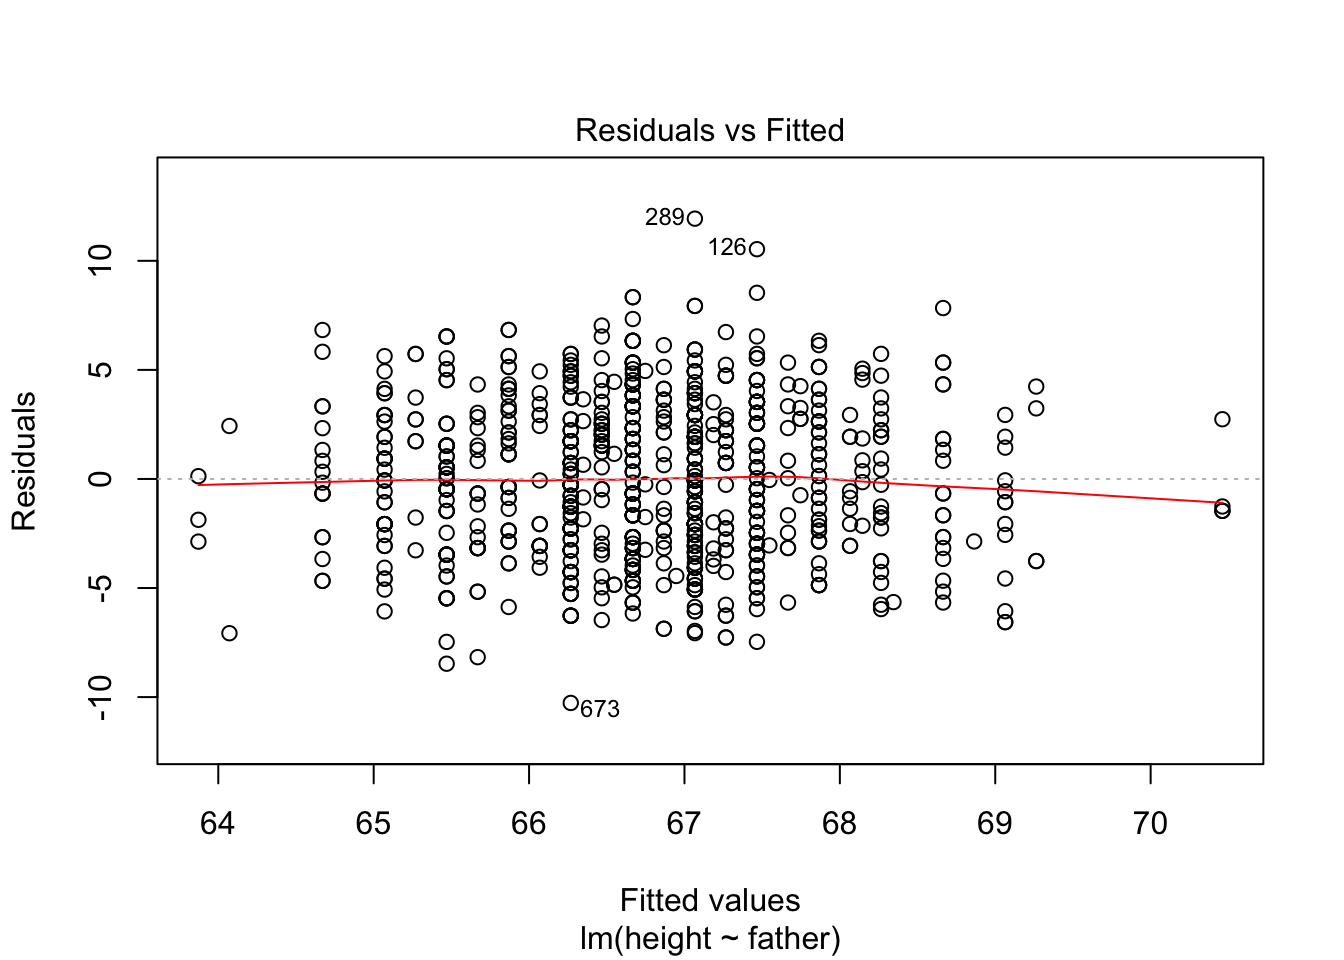 Residuals vs Fitted
Residuals
10
5
0
-5
-10
289
126
673
64 65 66 67 68 69 70
Fitted values
lm(height ~ father)